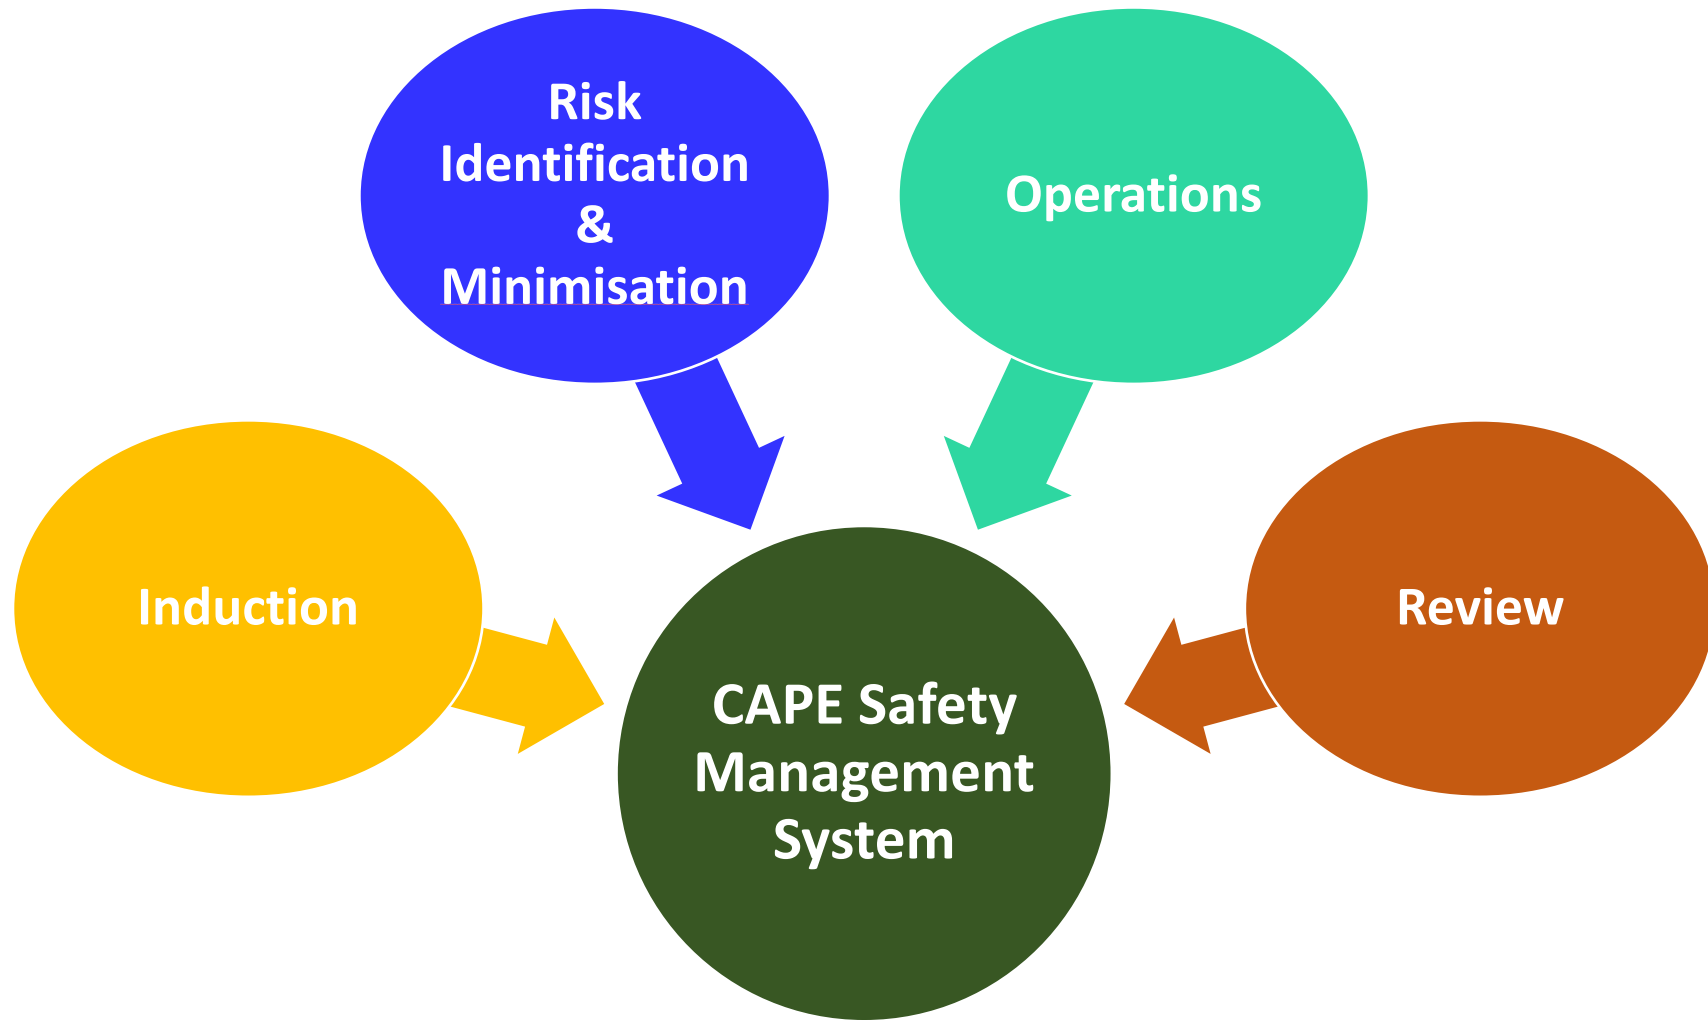 Risk
Identification
&
Minimisation
Operations
Induction
Review
CAPE Safety
Management
System